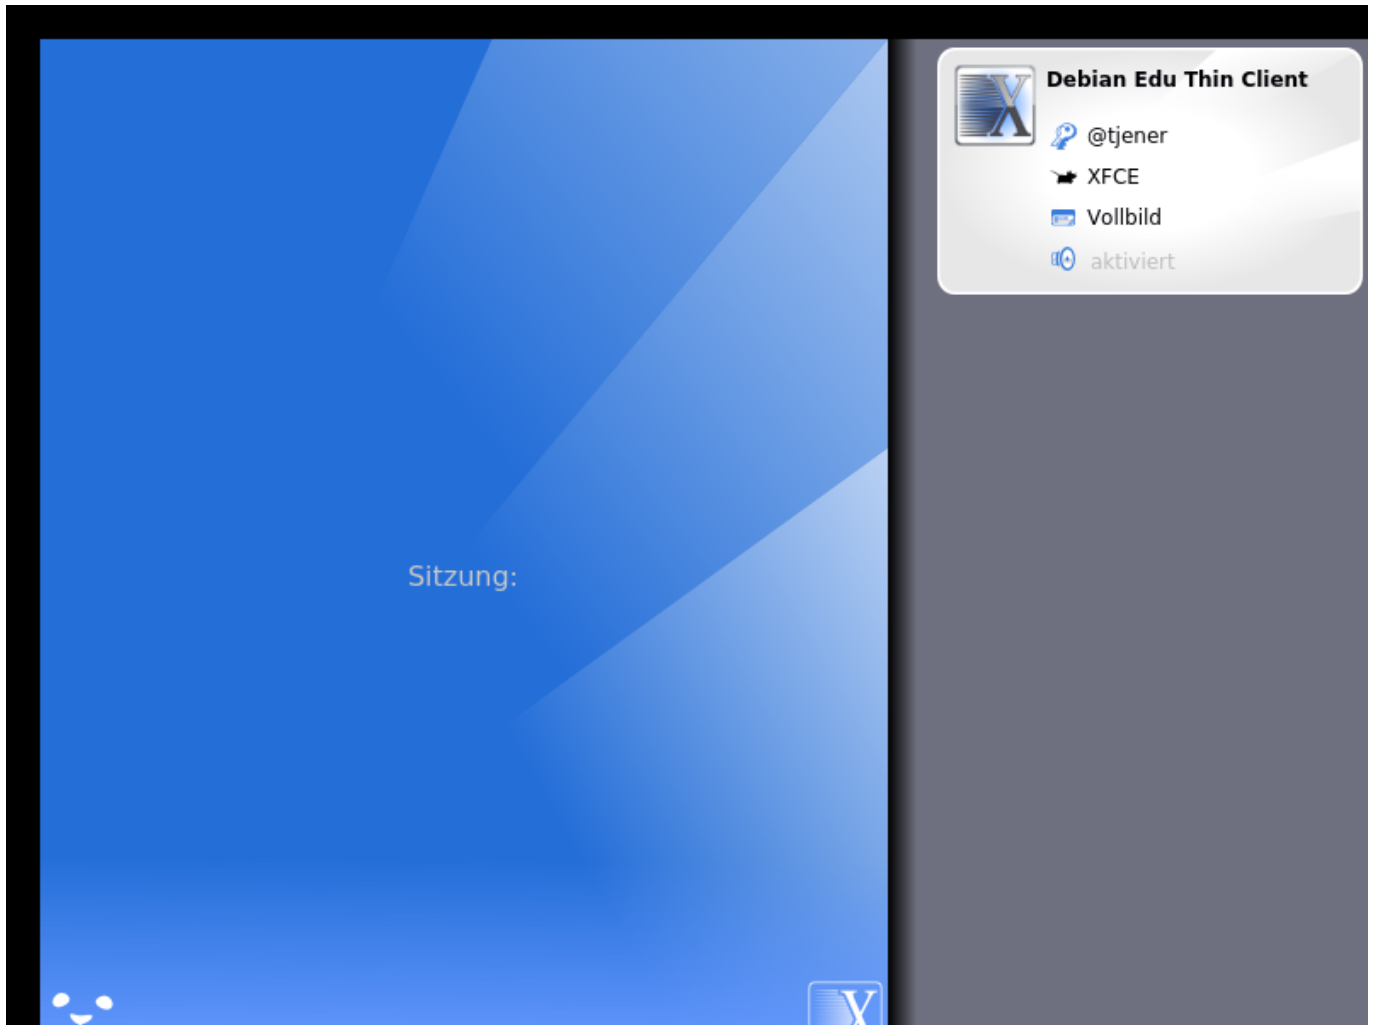 Sitzung:
Debian Edu Thin Client
@tjener
XFCE
Vollbild
aktiviert